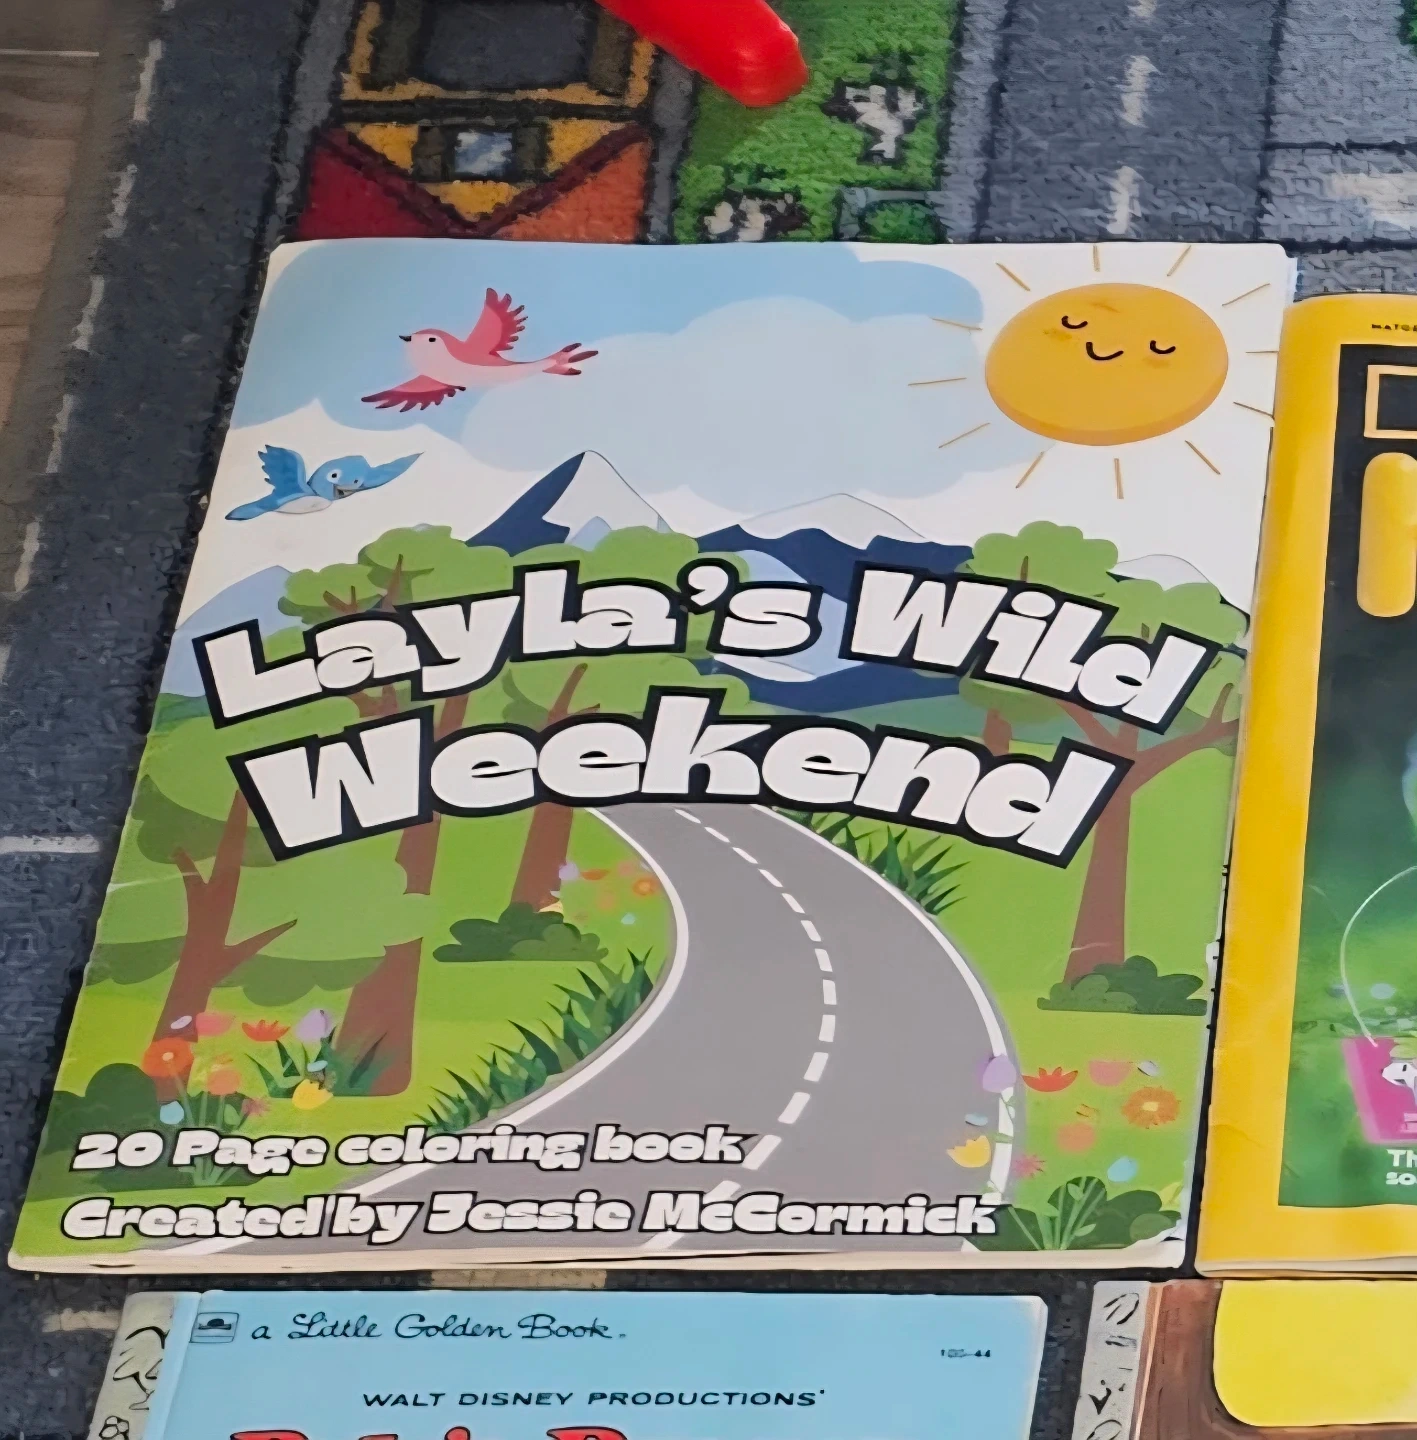 Layla's Wild
Weekend
20 Page coloring book
Created by Jessie McCormick
a Little Golden Book.
WALT DISNEY PRODUCTIONS'